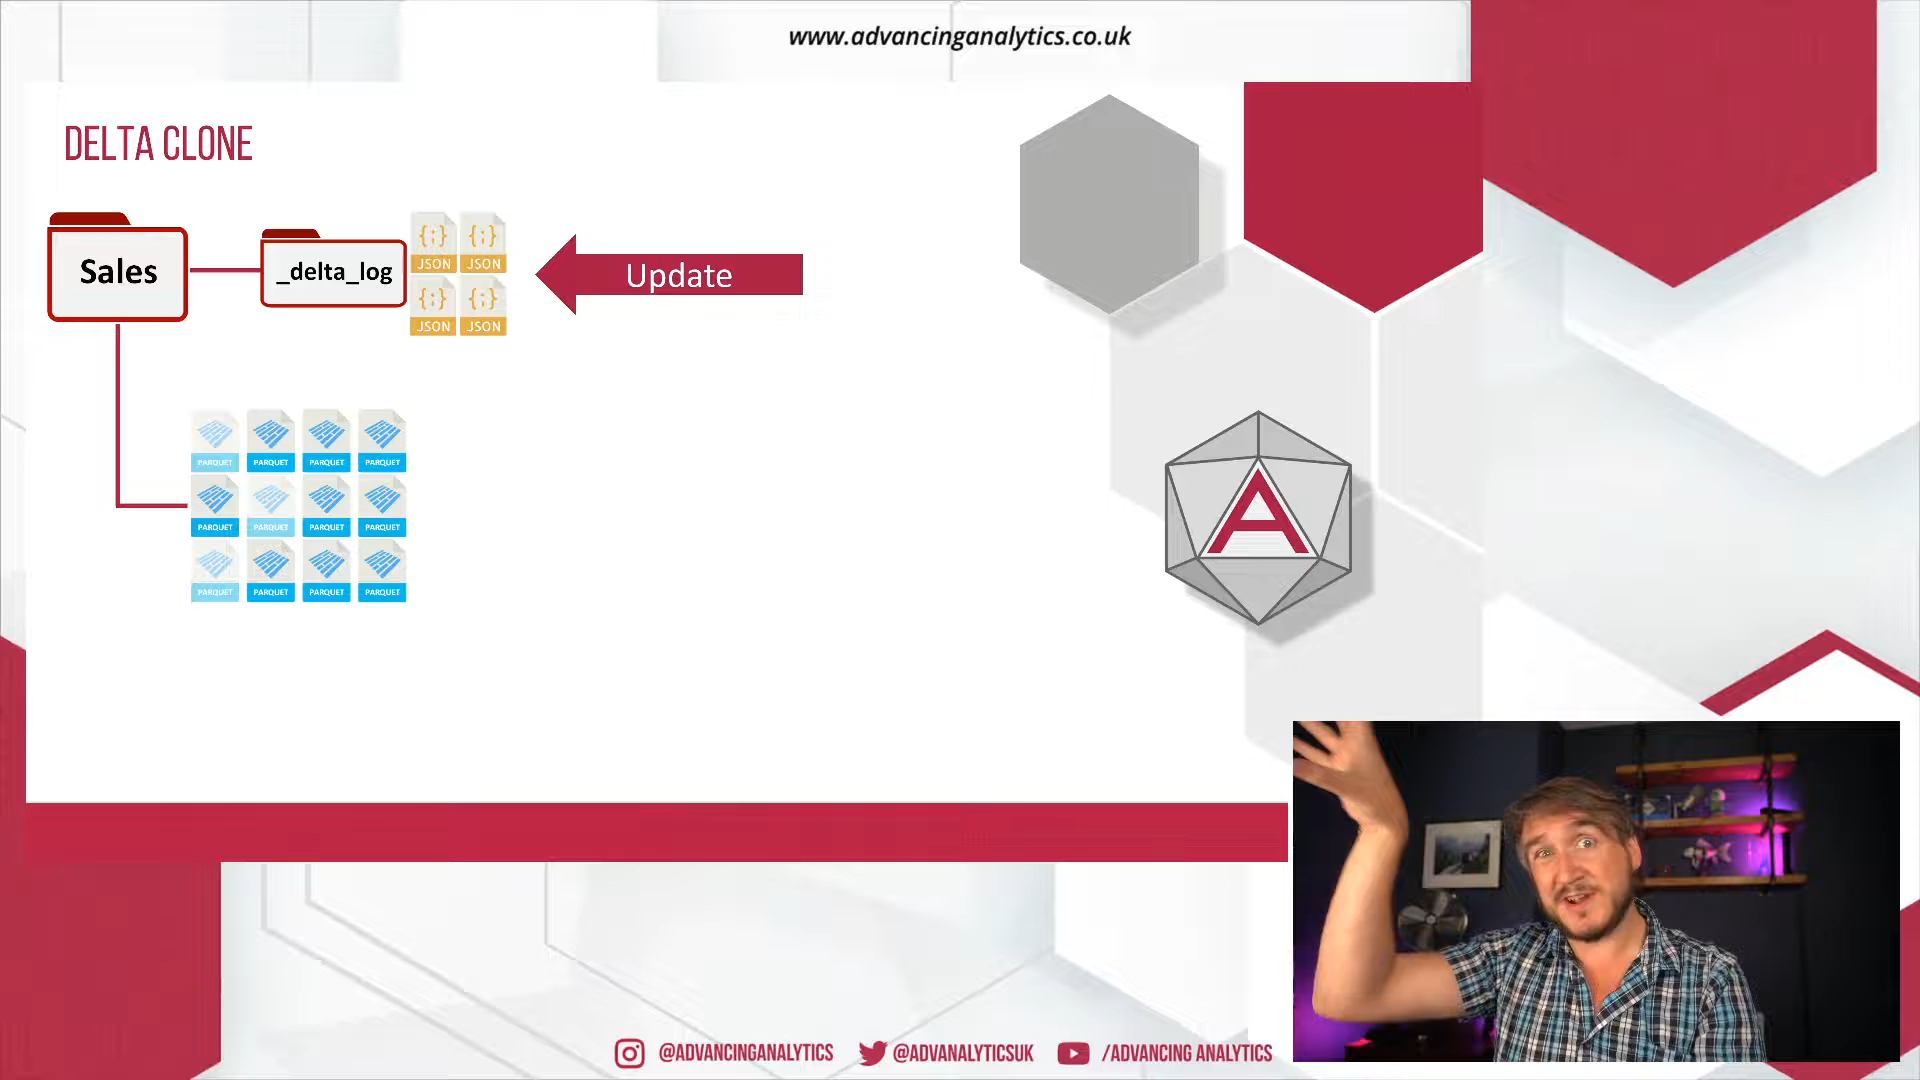 www.advancinganalytics.co.uk
DELTA CLONE
Sales
_delta_log
{;} {;}
JSON JSON
{;} {;}
JSON JSON
Update
PARQUET PARQUET PARQUET PARQUET
PARQUET PARQUET PARQUET PARQUET
PARQUET PARQUET PARQUET PARQUET
A
@ADVANCINGANALYTICS @ADVANALYTICSUK /ADVANCING ANALYTICS